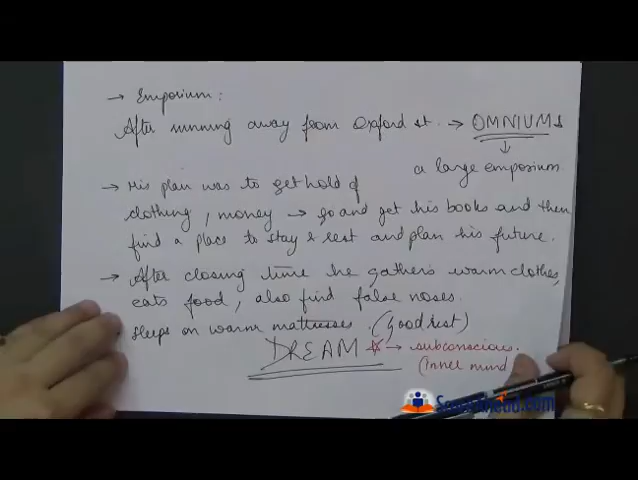 → Emporium:
After running away from Oxford st. → OMNIUMS
↓
a large emporium.
→ His plan was to get hold of
clothing, money → go and get his books and then
find a place to stay & rest and plan his future.
→ After closing time he gathers warm clothes,
eats food, also find false noses.
→ Sleeps on warm mattresses (good rest)
DREAM → subconscious.
(inner mind